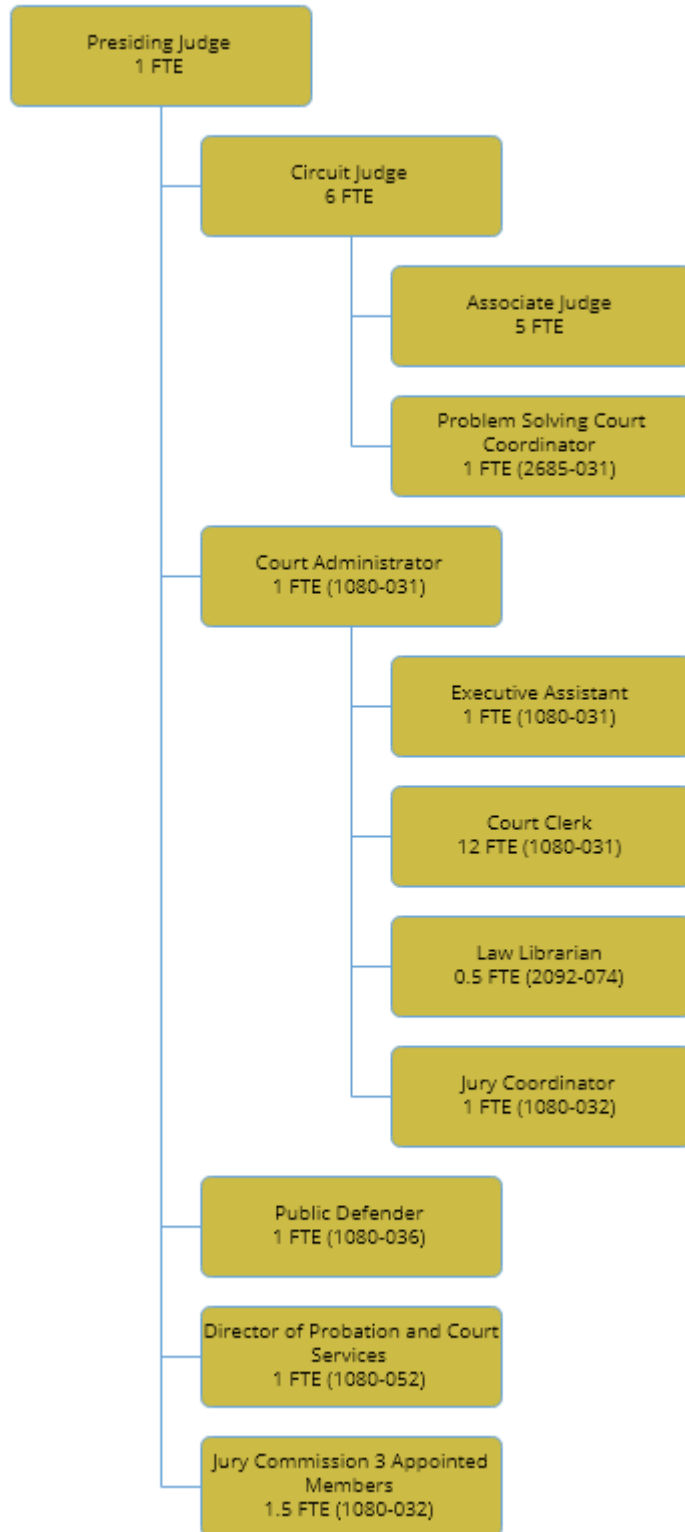 Presiding Judge
1 FTE
Circuit Judge
6 FTE
Associate Judge
5 FTE
Problem Solving Court
Coordinator
1 FTE (2685-031)
Court Administrator
1 FTE (1080-031)
Executive Assistant
1 FTE (1080-031)
Court Clerk
12 FTE (1080-031)
Law Librarian
0.5 FTE (2092-074)
Jury Coordinator
1 FTE (1080-032)
Public Defender
1 FTE (1080-036)
Director of Probation and Court
Services
1 FTE (1080-052)
Jury Commission 3 Appointed
Members
1.5 FTE (1080-032)